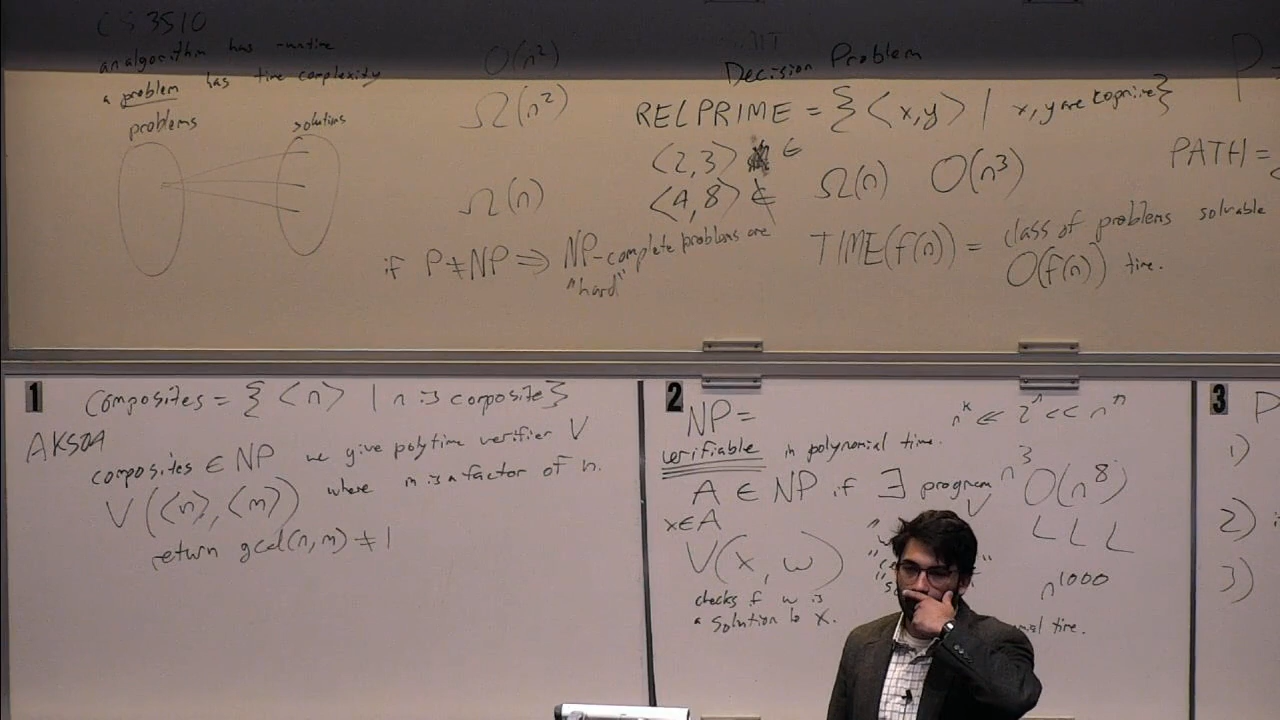 CS 3510
an algorithm has runtime
a problem has time complexity
problems
solutions
O(n²)
Ω(n²)
Ω(n)
if P≠NP ⇒ NP-complete problems are
"hard"
Decision Problem
RELPRIME = { <x,y> | x,y are coprime}
<2,3> ∈
<4,8> ∉
Ω(n) O(n³)
TIME(f(n)) = class of problems solvable
O(f(n)) time.
P
PATH =
1
composites = { <n> | n is composite}
AKS04
composites ∈ NP we give polytime verifier V
V(<n>, <m>) where m is a factor of n.
return gcd(n,m) ≠ 1
2
NP =
verifiable in polynomial time.
nᵏ << 2ⁿ << nⁿ
A ∈ NP if ∃ program V
x∈A
V(x, w)
checks if w is
a solution to x.
n³ O(n⁸)
L L L
n¹⁰⁰⁰
time.
3
P
1)
2)
3)